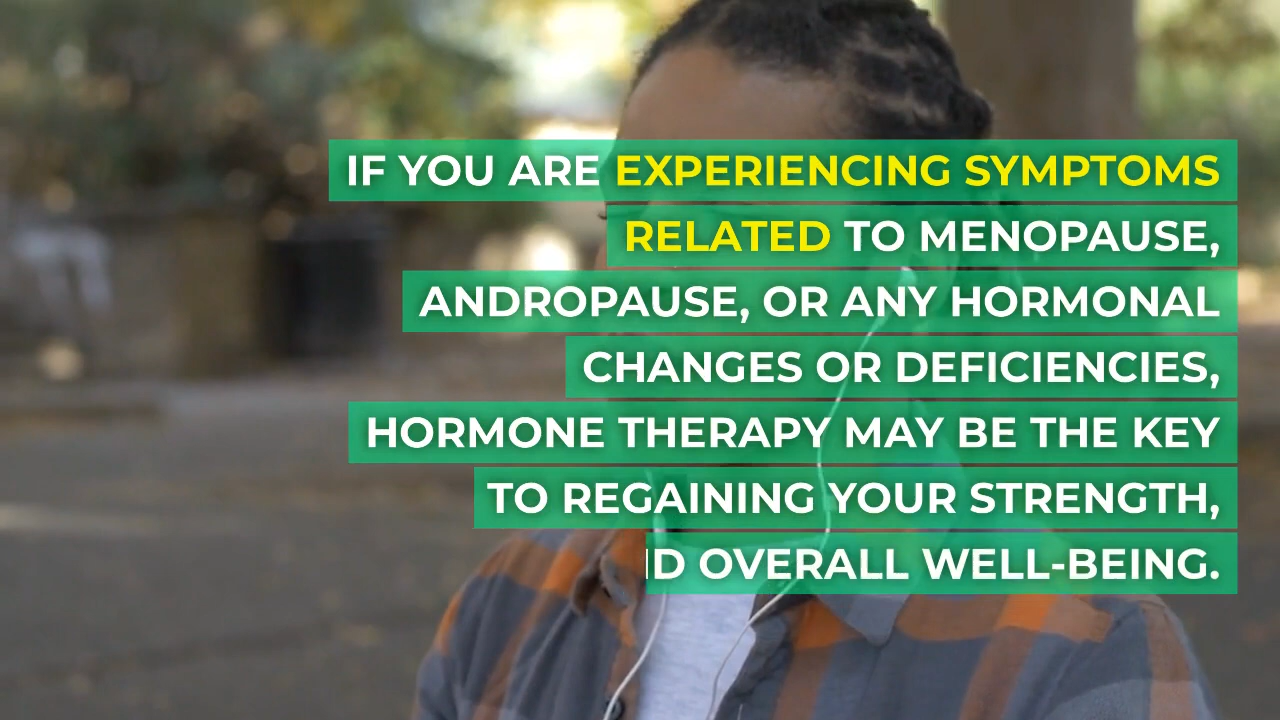 IF YOU ARE EXPERIENCING SYMPTOMS
RELATED TO MENOPAUSE,
ANDROPAUSE, OR ANY HORMONAL
CHANGES OR DEFICIENCIES,
HORMONE THERAPY MAY BE THE KEY
TO REGAINING YOUR STRENGTH,
OVERALL WELL-BEING.